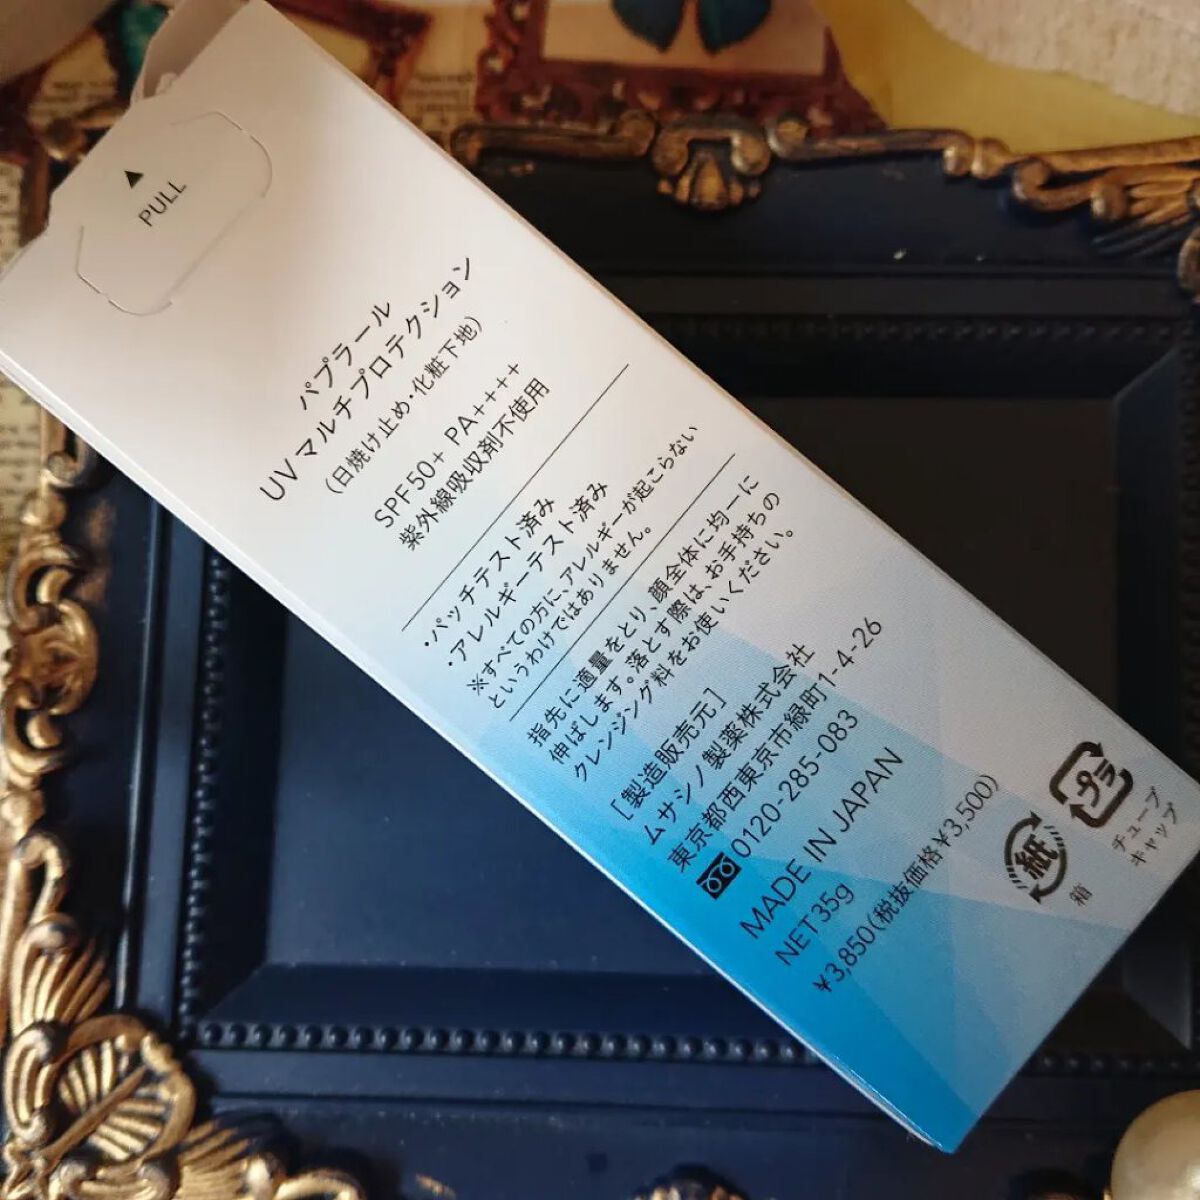 ▲
PULL
パプラール
UVマルチプロテクション
(日焼け止め・化粧下地)
SPF50+ PA++++
紫外線吸収剤不使用
・パッチテスト済み
・アレルギーテスト済み
※すべての方に、アレルギーが起こらない
というわけではありません。
指先に適量をとり、顔全体に均一に
伸ばします。落とす際は、お手持ちの
クレンジング料をお使いください。
[製造販売元]
ムサシノ製薬株式会社
東京都西東京市緑町1-4-26
0120-285-083
MADE IN JAPAN
NET35g
¥3,850(税抜価格¥3,500)
紙
箱
プラ
チューブ
キャップ